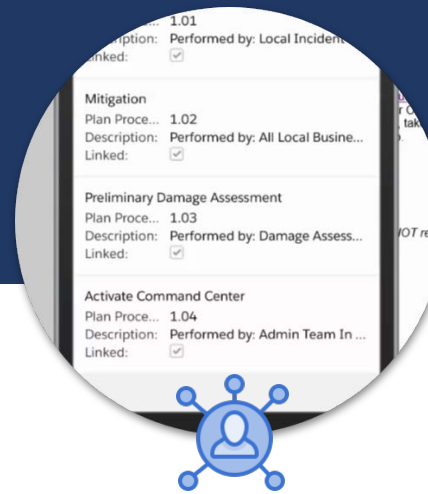 1.01
Performed by: Local Incident
Mitigation
Plan Proce... 1.02
Description: Performed by: All Local Busine...
Linked:
Preliminary Damage Assessment
Plan Proce... 1.03
Description: Performed by: Damage Assess...
Linked:
Activate Command Center
Plan Proce... 1.04
Description: Performed by: Admin Team In ...
Linked: